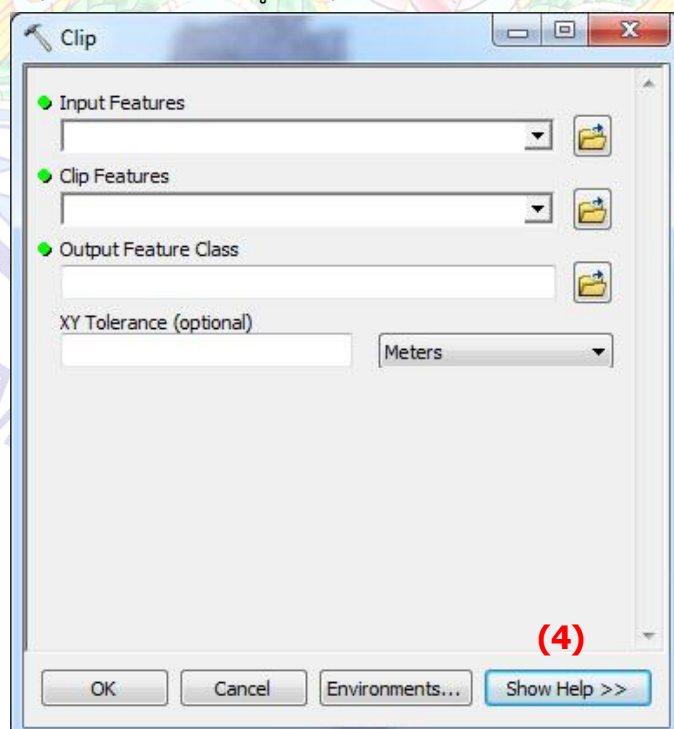 Clip
Input Features
Clip Features
Output Feature Class
XY Tolerance (optional)
Meters
(4)
OK
Cancel
Environments...
Show Help >>